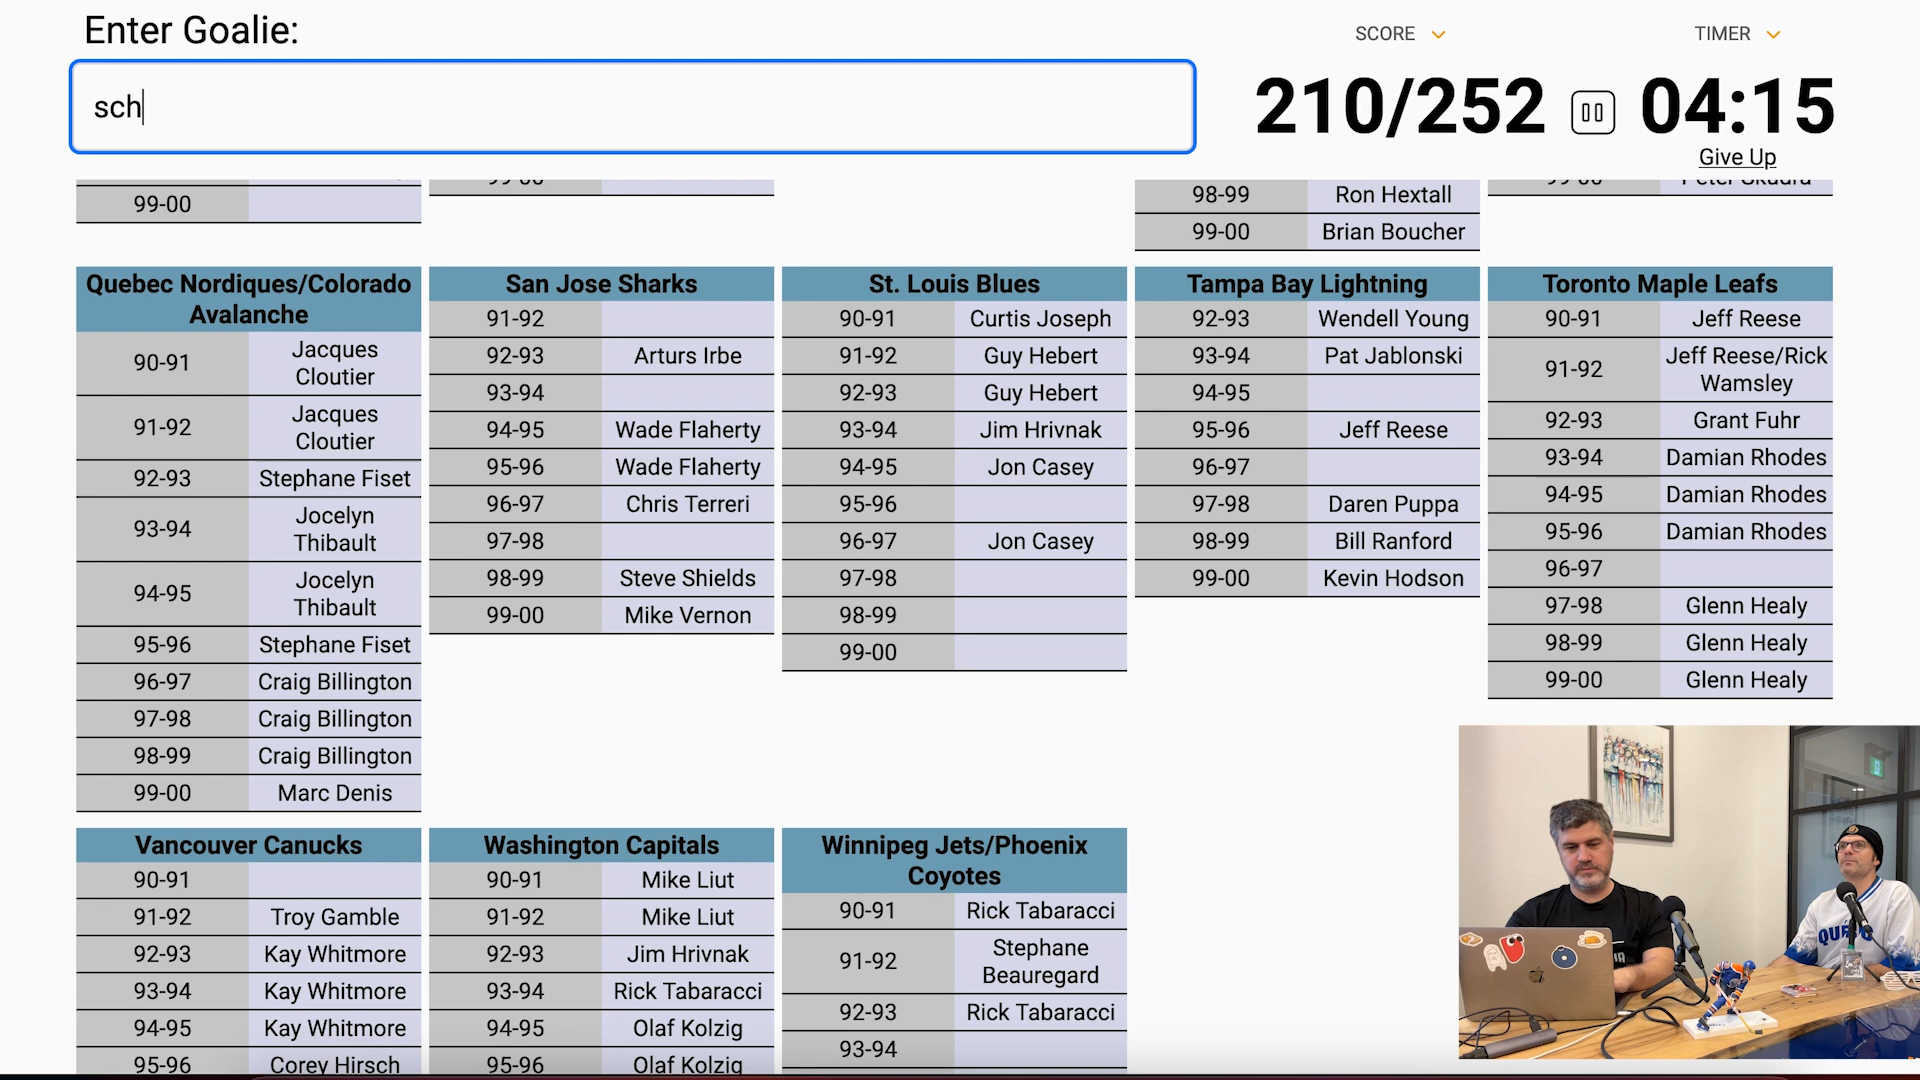 Enter Goalie:
sch
SCORE
TIMER
210/252
04:15
Give Up
99-00
98-99 Ron Hextall
99-00 Brian Boucher
Quebec Nordiques/Colorado
Avalanche
90-91 Jacques
Cloutier
91-92 Jacques
Cloutier
92-93 Stephane Fiset
93-94 Jocelyn
Thibault
94-95 Jocelyn
Thibault
95-96 Stephane Fiset
96-97 Craig Billington
97-98 Craig Billington
98-99 Craig Billington
99-00 Marc Denis
San Jose Sharks
91-92
92-93 Arturs Irbe
93-94
94-95 Wade Flaherty
95-96 Wade Flaherty
96-97 Chris Terreri
97-98
98-99 Steve Shields
99-00 Mike Vernon
St. Louis Blues
90-91 Curtis Joseph
91-92 Guy Hebert
92-93 Guy Hebert
93-94 Jim Hrivnak
94-95 Jon Casey
95-96
96-97 Jon Casey
97-98
98-99
99-00
Tampa Bay Lightning
92-93 Wendell Young
93-94 Pat Jablonski
94-95
95-96 Jeff Reese
96-97
97-98 Daren Puppa
98-99 Bill Ranford
99-00 Kevin Hodson
Toronto Maple Leafs
90-91 Jeff Reese
91-92 Jeff Reese/Rick
Wamsley
92-93 Grant Fuhr
93-94 Damian Rhodes
94-95 Damian Rhodes
95-96 Damian Rhodes
96-97
97-98 Glenn Healy
98-99 Glenn Healy
99-00 Glenn Healy
Vancouver Canucks
90-91
91-92 Troy Gamble
92-93 Kay Whitmore
93-94 Kay Whitmore
94-95 Kay Whitmore
95-96 Corey Hirsch
Washington Capitals
90-91 Mike Liut
91-92 Mike Liut
92-93 Jim Hrivnak
93-94 Rick Tabaracci
94-95 Olaf Kolzig
95-96 Olaf Kolzig
Winnipeg Jets/Phoenix
Coyotes
90-91 Rick Tabaracci
91-92 Stephane
Beauregard
92-93 Rick Tabaracci
93-94